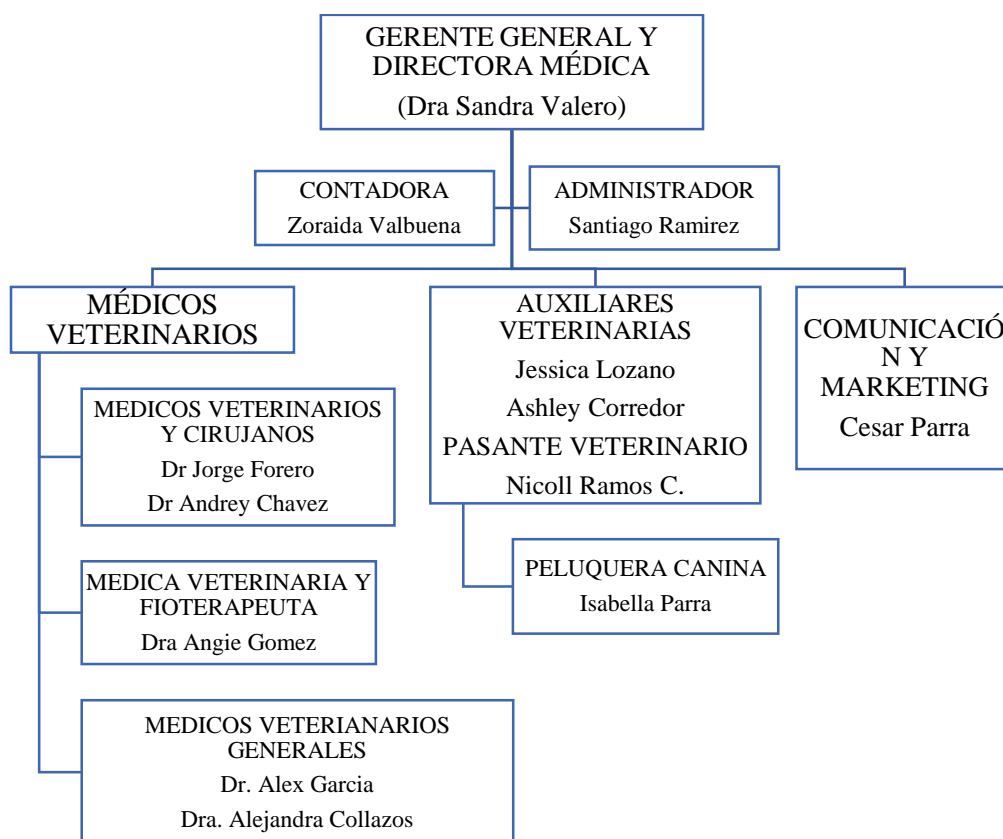 GERENTE GENERAL Y
DIRECTORA MÉDICA
(Dra Sandra Valero)
CONTADORA
Zoraida Valbuena
ADMINISTRADOR
Santiago Ramirez
MÉDICOS
VETERINARIOS
MEDICOS VETERINARIOS
Y CIRUJANOS
Dr Jorge Forero
Dr Andrey Chavez
MEDICA VETERINARIA Y
FIOTERAPEUTA
Dra Angie Gomez
MEDICOS VETERIANARIOS
GENERALES
Dr. Alex Garcia
Dra. Alejandra Collazos
AUXILIARES
VETERINARIAS
Jessica Lozano
Ashley Corredor
PASANTE VETERINARIO
Nicoll Ramos C.
PELUQUERA CANINA
Isabella Parra
COMUNICACIÓ
N Y
MARKETING
Cesar Parra